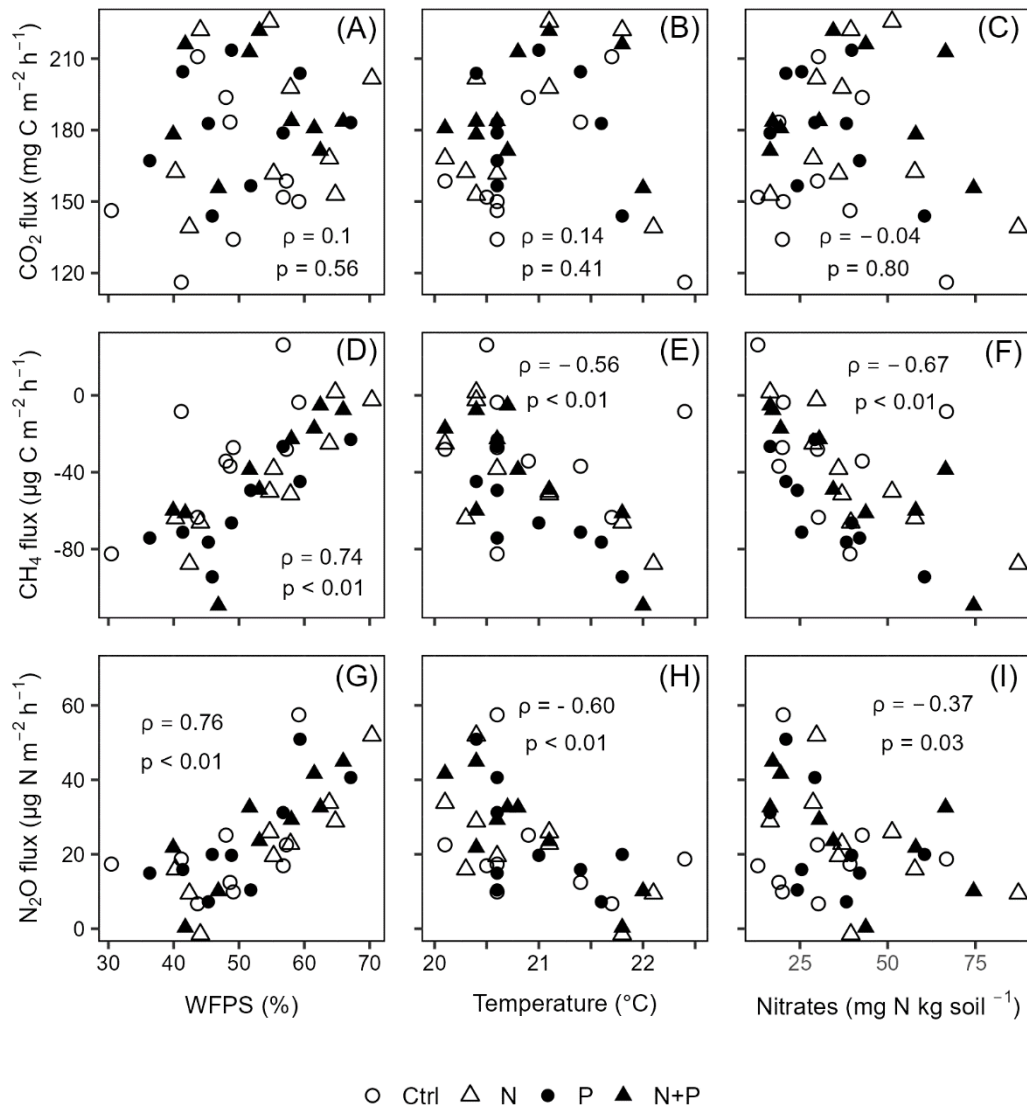 (A)
(B)
(C)
CO₂ flux (mg C m⁻² h⁻¹)
210
180
150
120
ρ = 0.1
p = 0.56
ρ = 0.14
p = 0.41
ρ = − 0.04
p = 0.80
(D)
(E)
(F)
CH₄ flux (µg C m⁻² h⁻¹)
0
-40
-80
ρ = 0.74
p < 0.01
ρ = − 0.56
p < 0.01
ρ = − 0.67
p < 0.01
(G)
(H)
(I)
N₂O flux (µg N m⁻² h⁻¹)
60
40
20
0
ρ = 0.76
p < 0.01
ρ = - 0.60
p < 0.01
ρ = − 0.37
p = 0.03
30 40 50 60 70
20 21 22
25 50 75
WFPS (%)
Temperature (°C)
Nitrates (mg N kg soil ⁻¹)
Ctrl N P N+P